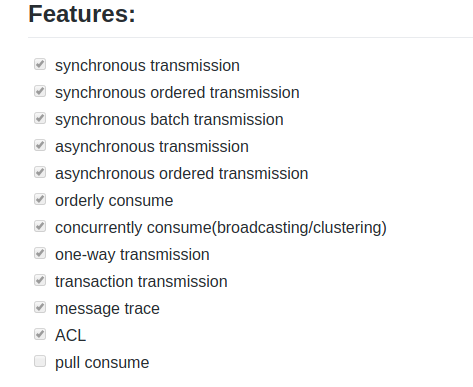 Features:
synchronous transmission
synchronous ordered transmission
synchronous batch transmission
asynchronous transmission
asynchronous ordered transmission
orderly consume
concurrently consume(broadcasting/clustering)
one-way transmission
transaction transmission
message trace
ACL
pull consume